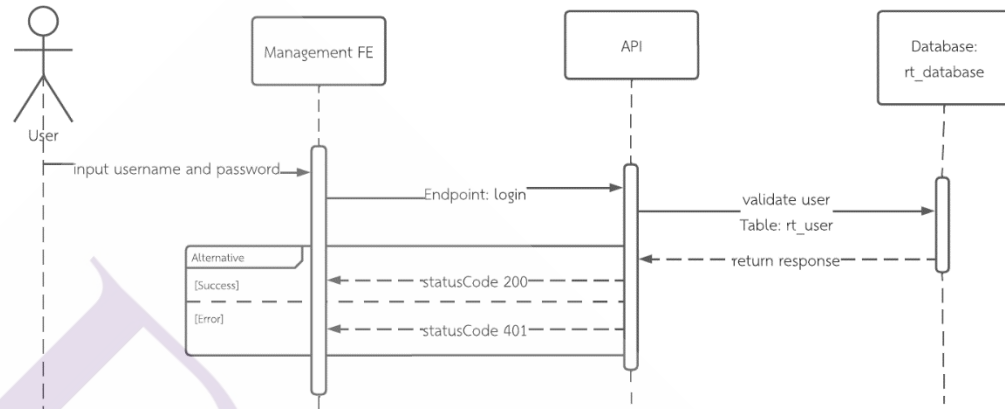 User
Management FE
API
Database:
rt_database
input username and password
Endpoint: login
validate user
Table: rt_user
return response
Alternative
[Success]
statusCode 200
[Error]
statusCode 401